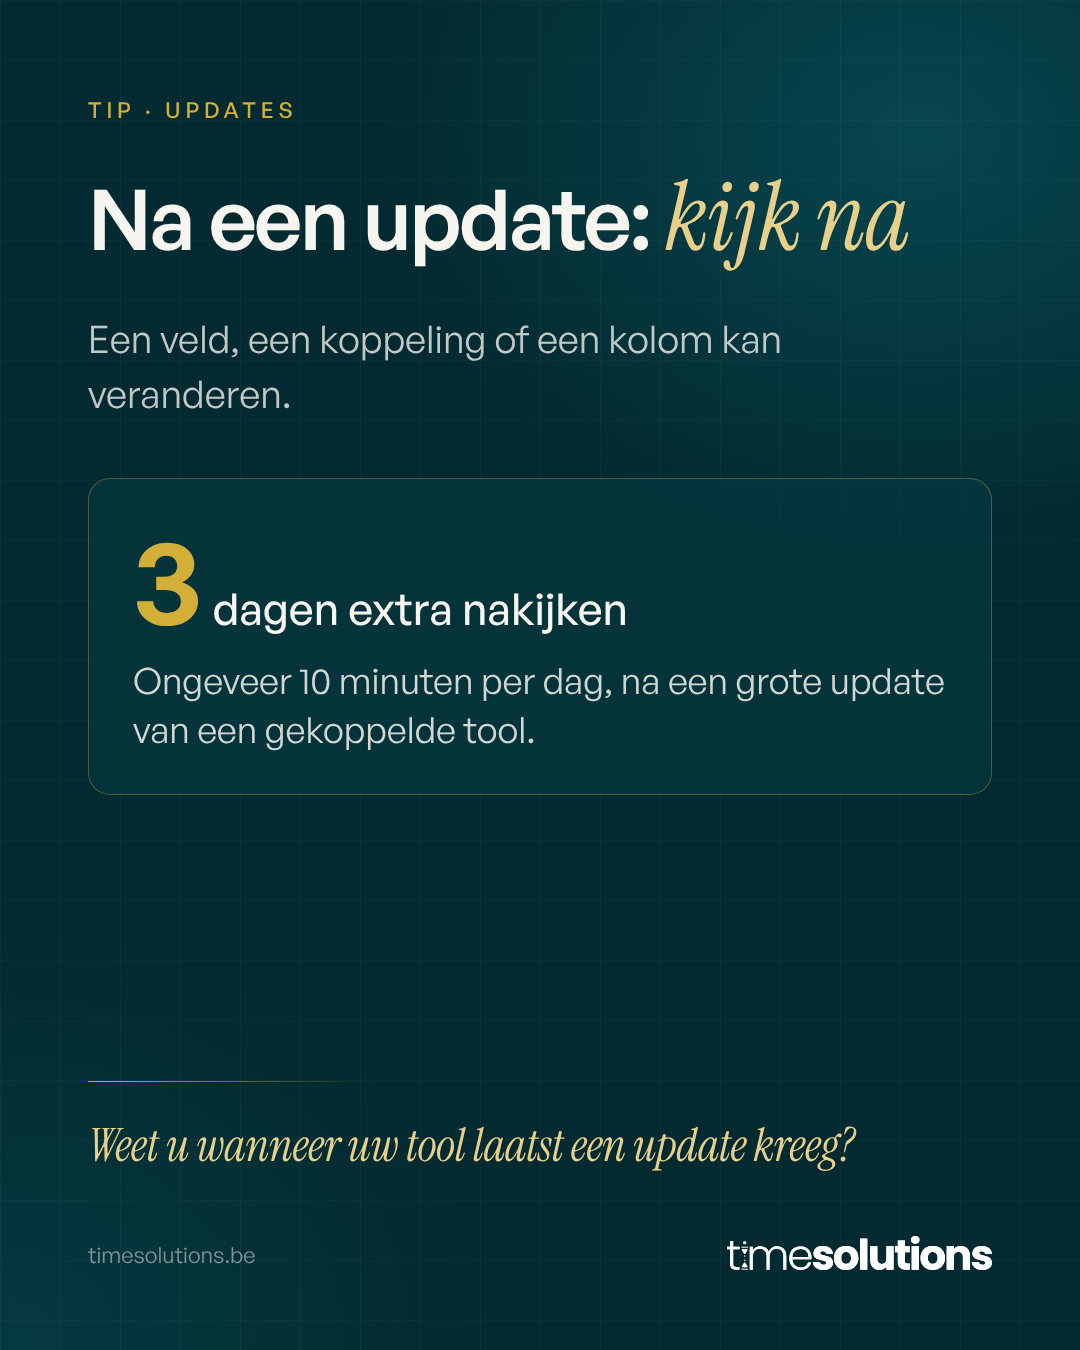 TIP · UPDATES
Na een update: kijk na
Een veld, een koppeling of een kolom kan
veranderen.
3 dagen extra nakijken
Ongeveer 10 minuten per dag, na een grote update
van een gekoppelde tool.
Weet u wanneer uw tool laatst een update kreeg?
timesolutions.be
timesolutions